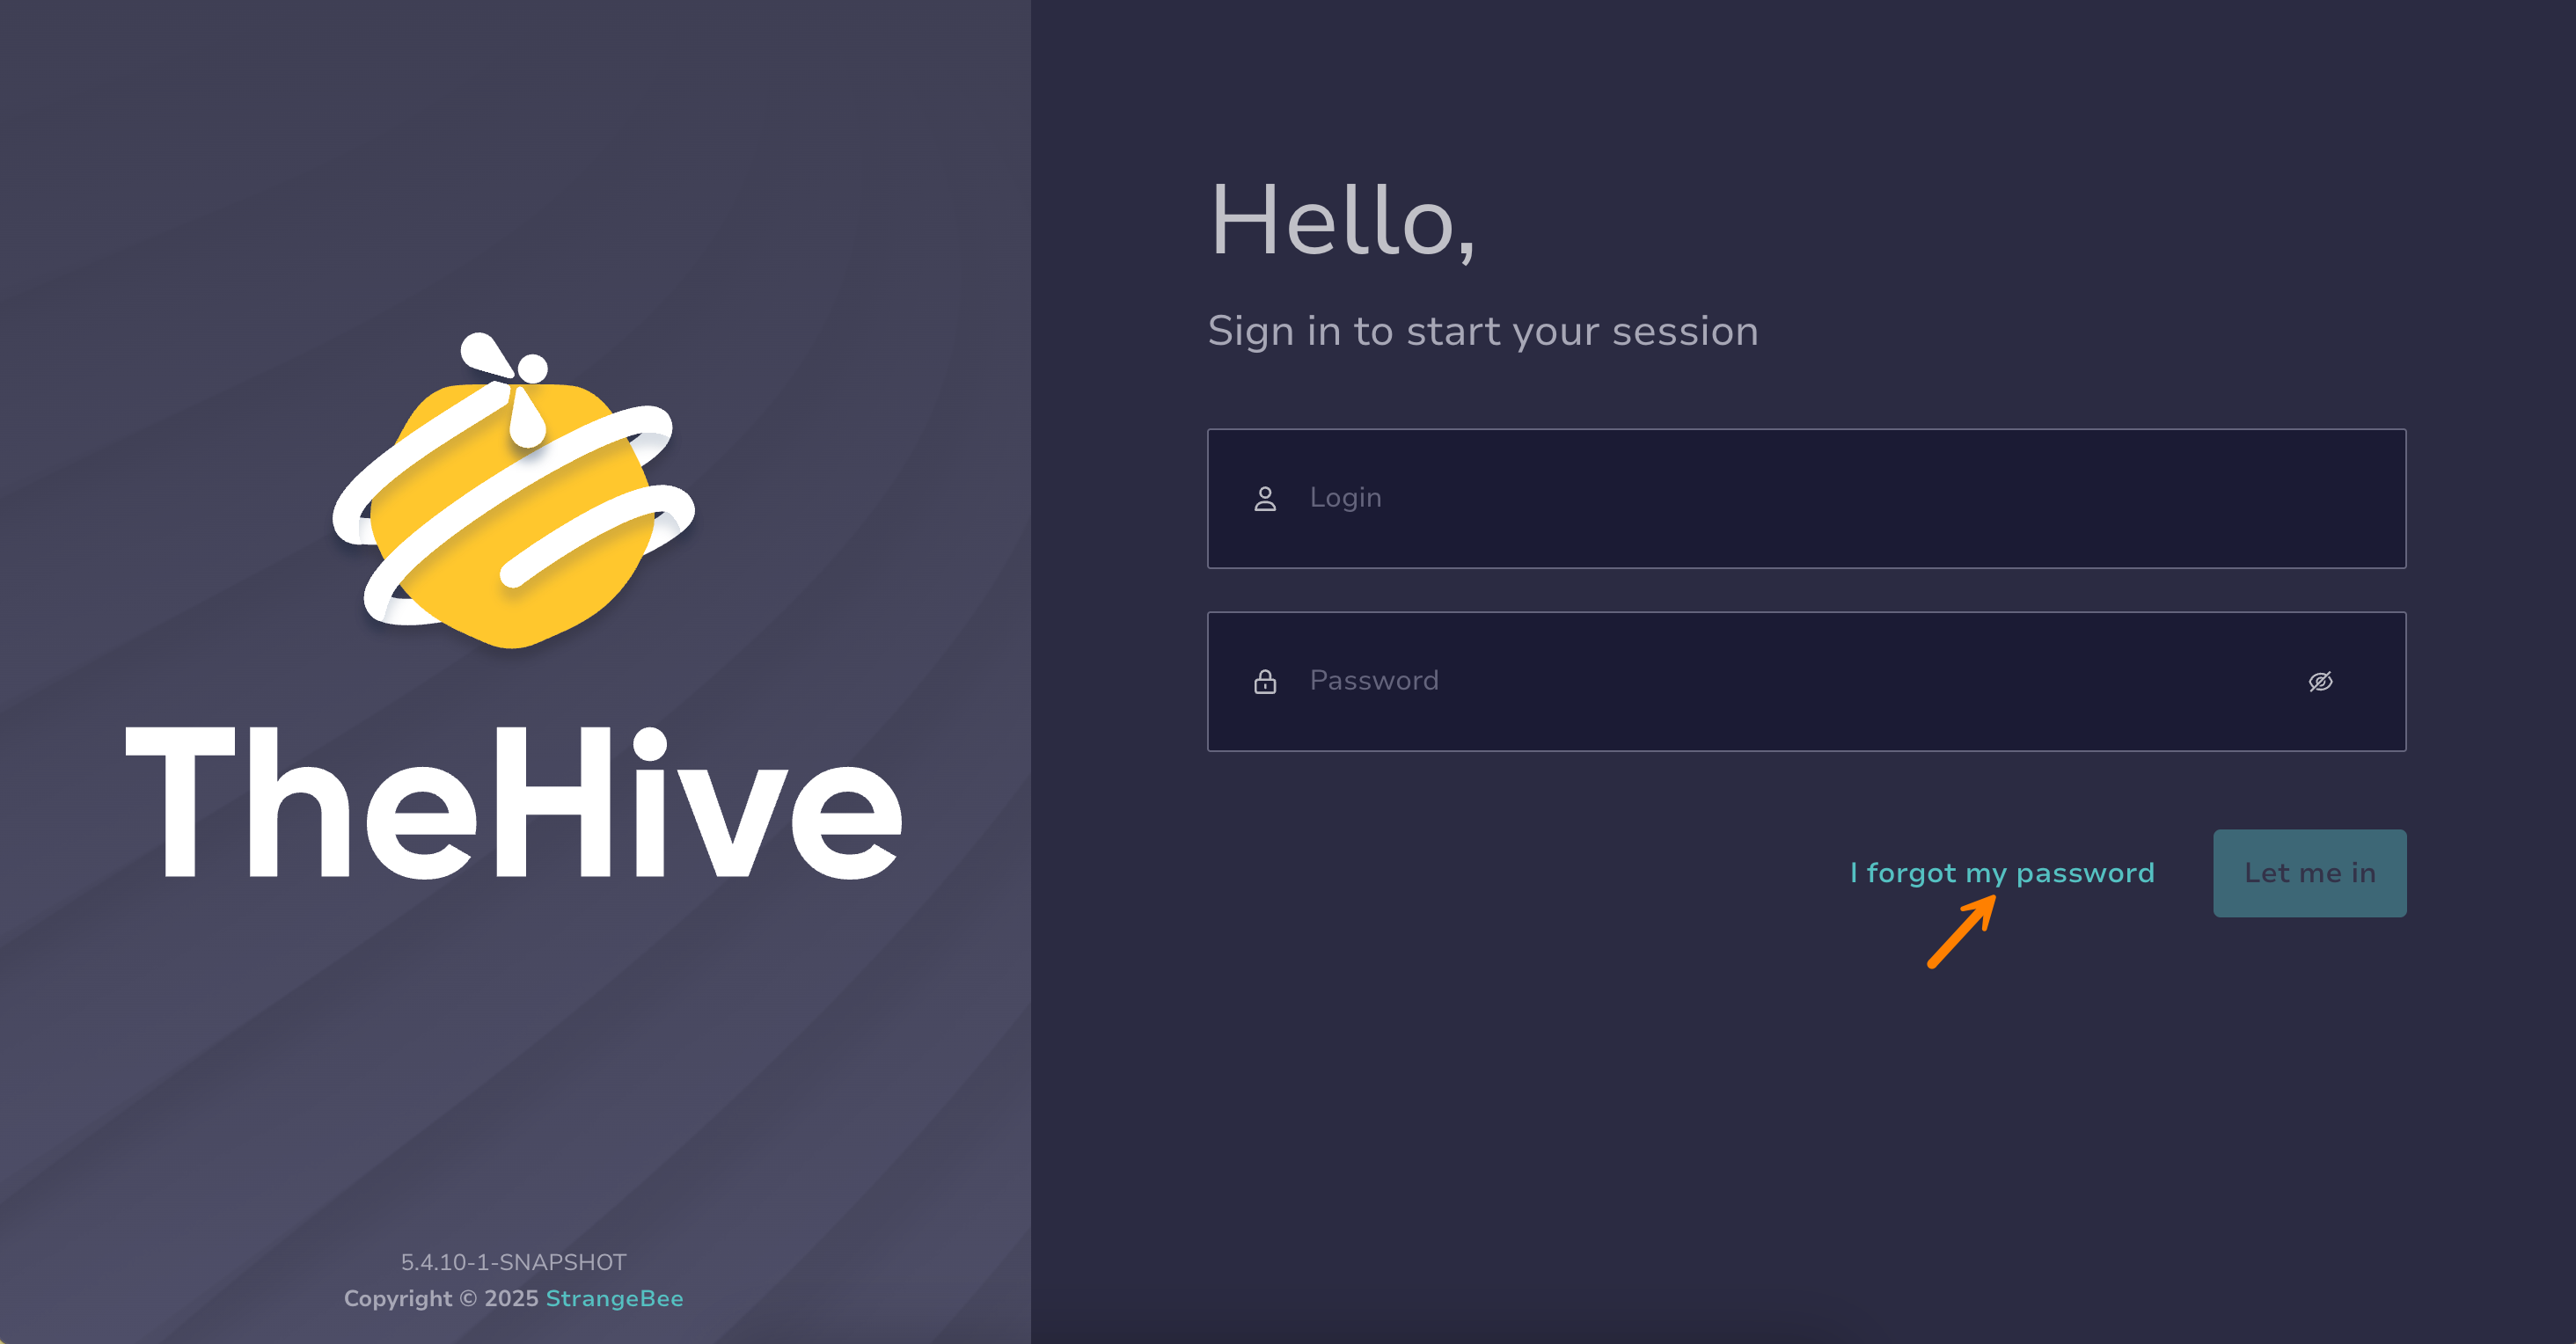 TheHive
5.4.10-1-SNAPSHOT
Copyright © 2025 StrangeBee
Hello,
Sign in to start your session
Login
Password
I forgot my password
Let me in